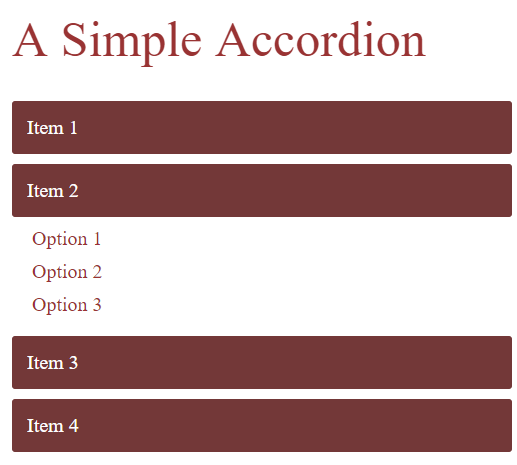 A Simple Accordion
Item 1
Item 2
Option 1
Option 2
Option 3
Item 3
Item 4